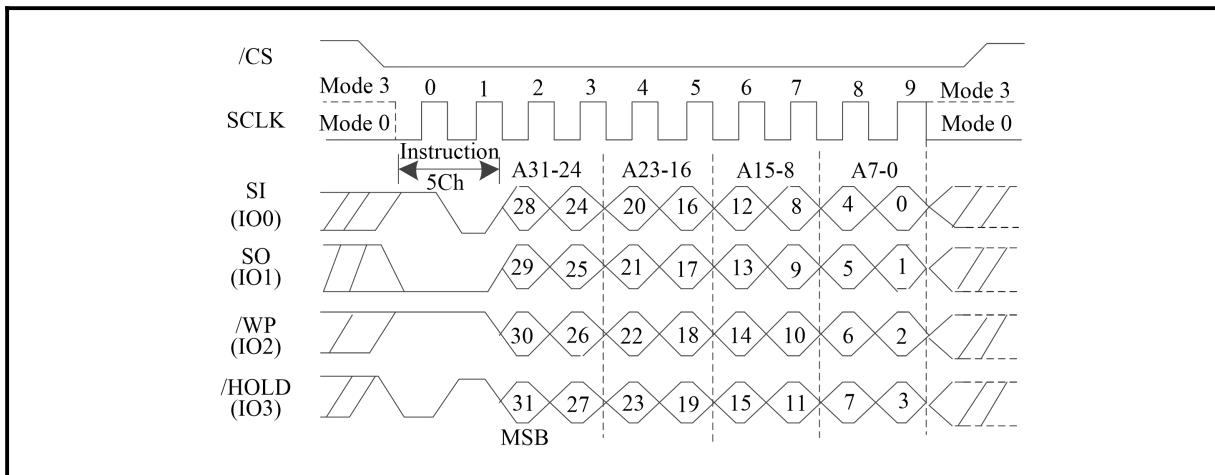 /CS
Mode 3 0 1 2 3 4 5 6 7 8 9 Mode 3
SCLK Mode 0 Mode 0
Instruction
5Ch
A31-24 A23-16 A15-8 A7-0
SI
(IO0)
28 24 20 16 12 8 4 0
SO
(IO1)
29 25 21 17 13 9 5 1
/WP
(IO2)
30 26 22 18 14 10 6 2
/HOLD
(IO3)
31 27 23 19 15 11 7 3
MSB